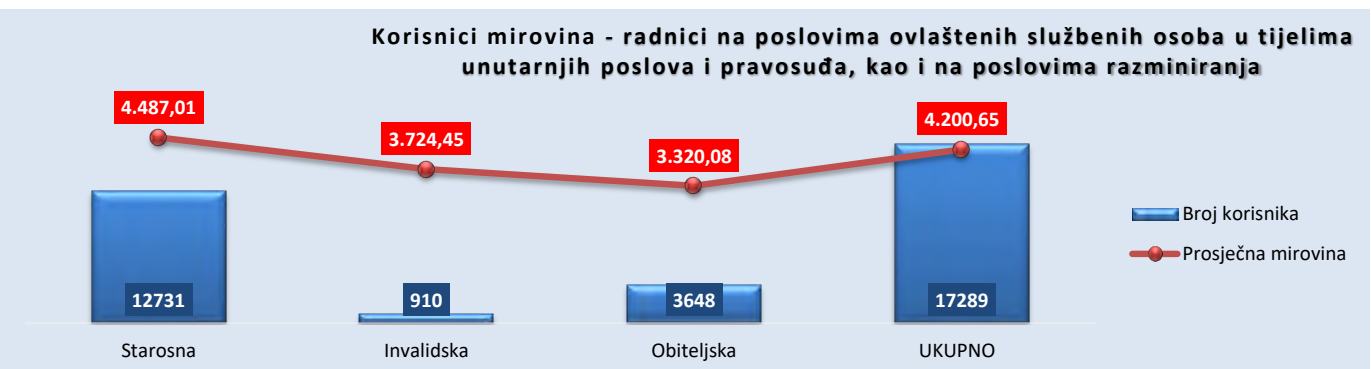 Korisnici mirovina - radnici na poslovima ovlaštenih službenih osoba u tijelima
unutarnjih poslova i pravosuđa, kao i na poslovima razminiranja
4.487,01
3.724,45
3.320,08
4.200,65
Broj korisnika
Prosječna mirovina
12731
910
3648
17289
Starosna
Invalidska
Obiteljska
UKUPNO